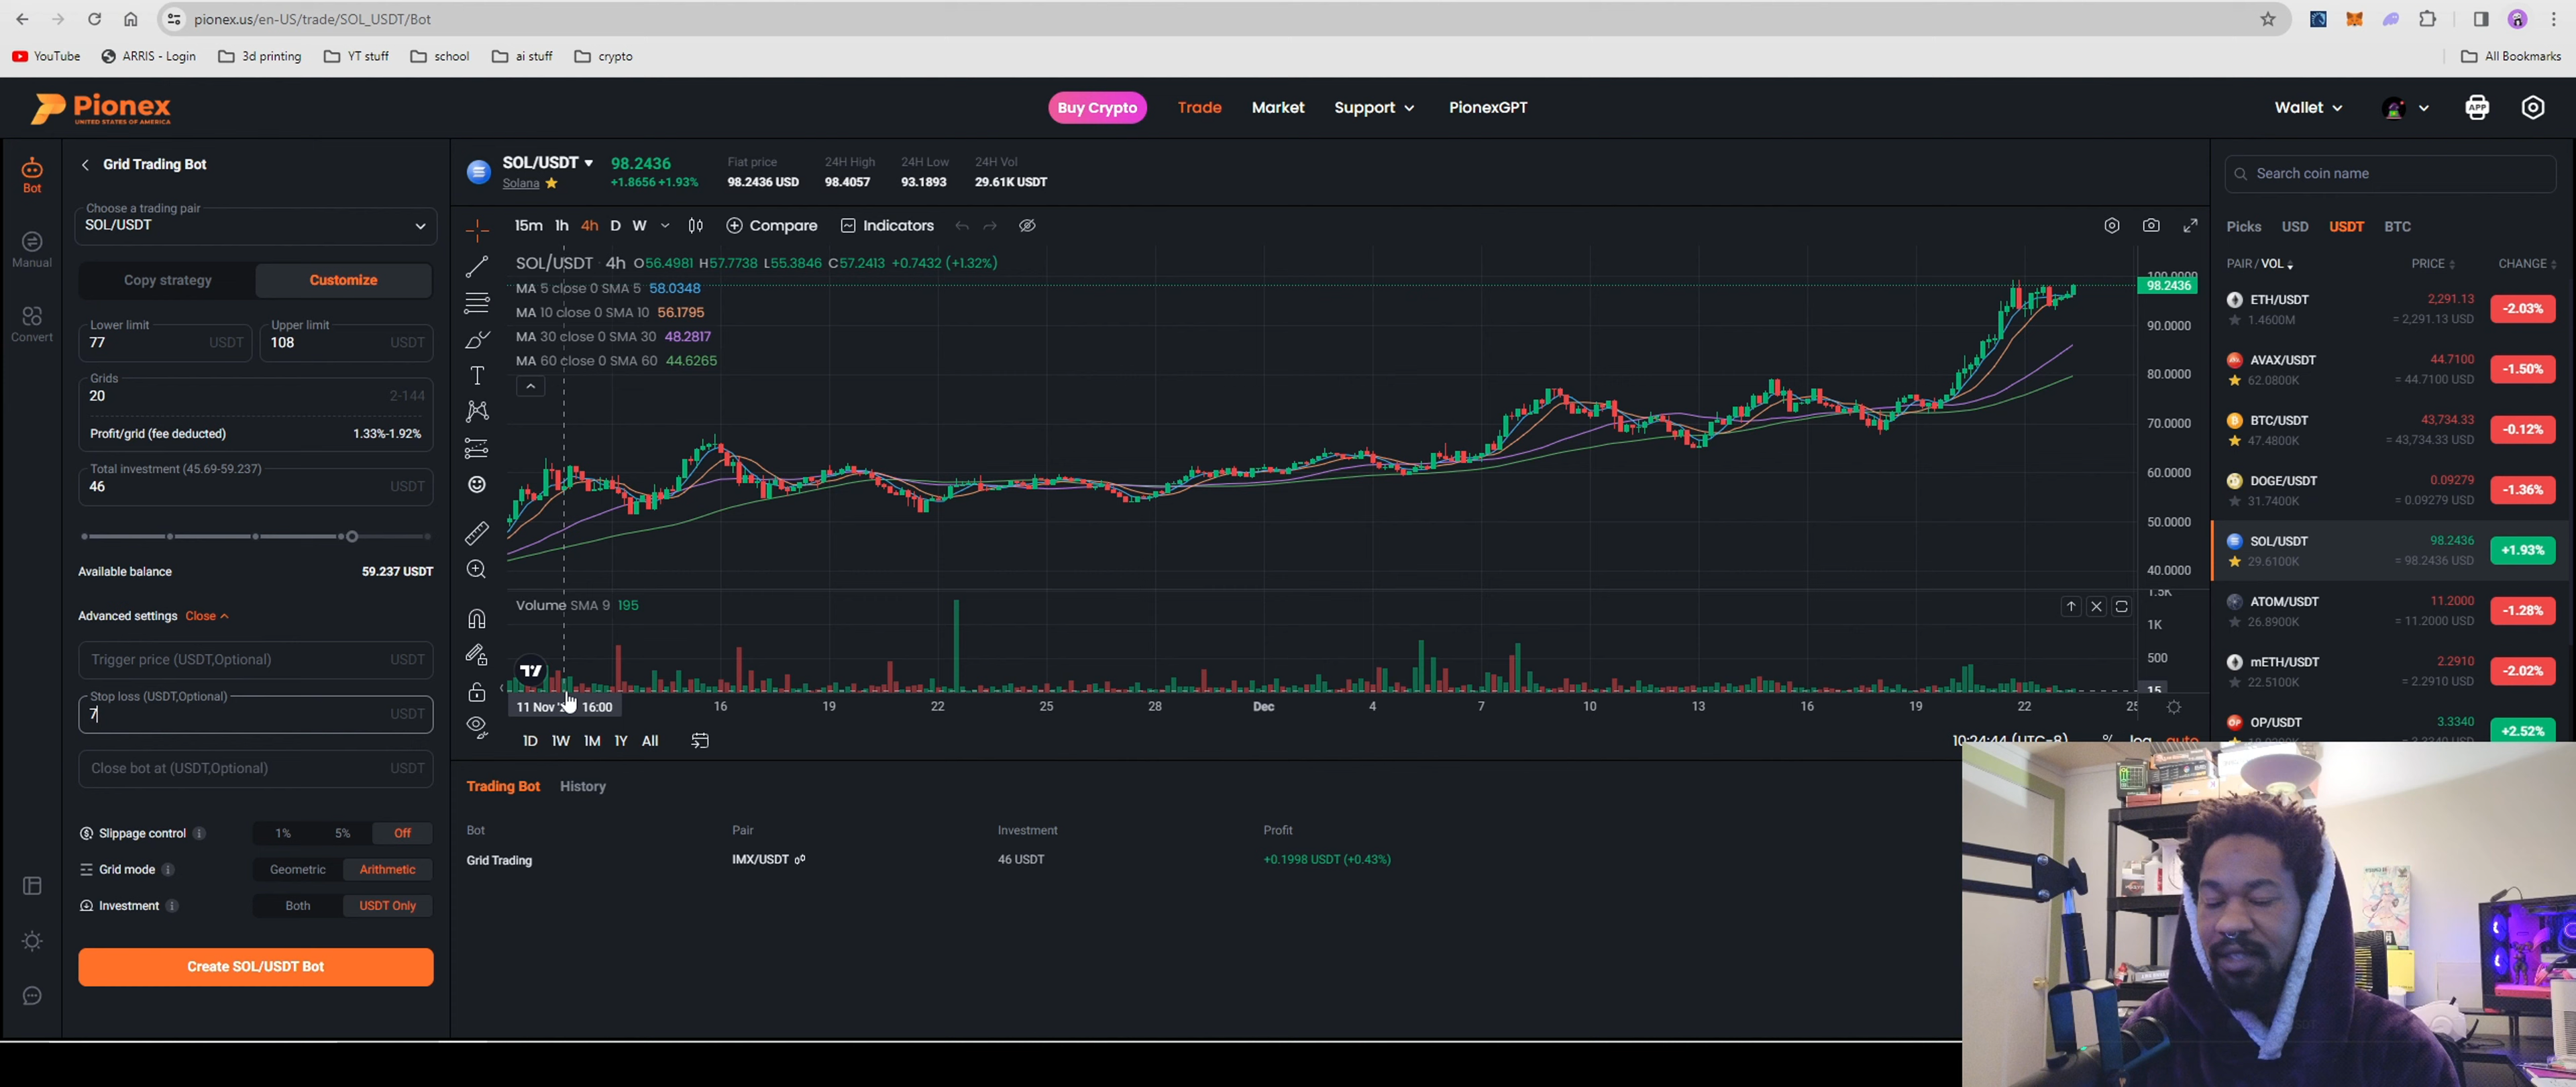 pionex.us/en-US/trade/SOL_USDT/Bot
YouTube
ARRIS - Login
3d printing
YT stuff
school
ai stuff
crypto
All Bookmarks
Pionex
UNITED STATES OF AMERICA
Buy Crypto
Trade
Market
Support
PionexGPT
Wallet
APP
Bot
Manual
Convert
Grid Trading Bot
Choose a trading pair
SOL/USDT
Copy strategy
Customize
Lower limit
77 USDT
Upper limit
108 USDT
Grids
20 2-144
Profit/grid (fee deducted) 1.33%-1.92%
Total investment (45.69-59.237)
46 USDT
Available balance 59.237 USDT
Advanced settings Close
Trigger price (USDT,Optional) USDT
Stop loss (USDT,Optional)
7 USDT
Close bot at (USDT,Optional) USDT
Slippage control 1% 5% Off
Grid mode Geometric Arithmetic
Investment Both USDT Only
Create SOL/USDT Bot
SOL/USDT
Solana
98.2436
+1.8656 +1.93%
Fiat price
98.2436 USD
24H High
98.4057
24H Low
93.1893
24H Vol
29.61K USDT
15m 1h 4h D W
Compare
Indicators
SOL/USDT · 4h O56.4981 H57.7738 L55.3846 C57.2413 +0.7432 (+1.32%)
MA 5 close 0 SMA 5 58.0348
MA 10 close 0 SMA 10 56.1795
MA 30 close 0 SMA 30 48.2817
MA 60 close 0 SMA 60 44.6265
100.0000
98.2436
90.0000
80.0000
70.0000
60.0000
50.0000
40.0000
Volume SMA 9 195
1.5K
1K
500
15
11 Nov 16:00
16 19 22 25 28 Dec 4 7 10 13 16 19 22 25
1D 1W 1M 1Y All
10:24:44 (UTC-8) % log auto
Trading Bot
History
Bot Pair Investment Profit
Grid Trading IMX/USDT 46 USDT +0.1998 USDT (+0.43%)
Search coin name
Picks USD USDT BTC
PAIR / VOL PRICE CHANGE
ETH/USDT 2,291.13 -2.03%
1.4600M = 2,291.13 USD
AVAX/USDT 44.7100 -1.50%
62.0800K = 44.7100 USD
BTC/USDT 43,734.33 -0.12%
47.4800K = 43,734.33 USD
DOGE/USDT 0.09279 -1.36%
31.7400K = 0.09279 USD
SOL/USDT 98.2436 +1.93%
29.6100K = 98.2436 USD
ATOM/USDT 11.2000 -1.28%
26.8900K = 11.2000 USD
mETH/USDT 2.2910 -2.02%
22.5100K = 2.2910 USD
OP/USDT 3.3340 +2.52%